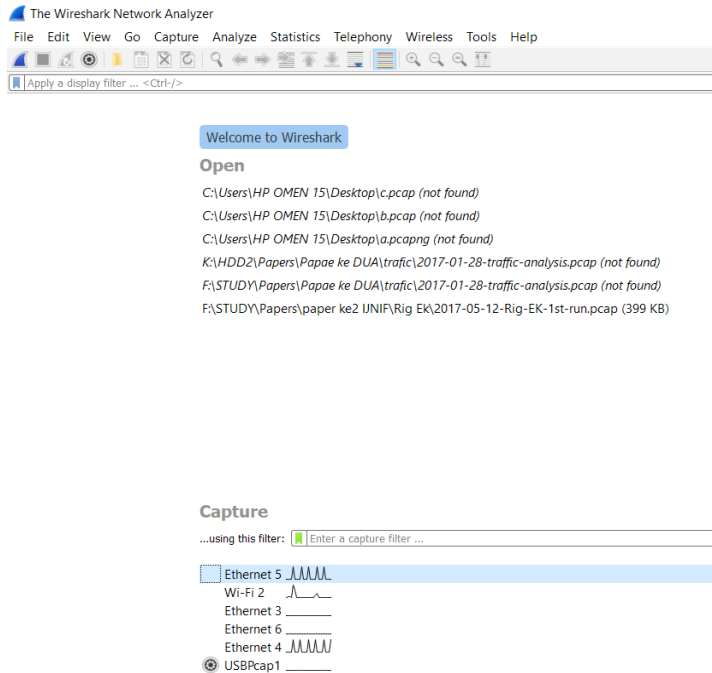 The Wireshark Network Analyzer
File Edit View Go Capture Analyze Statistics Telephony Wireless Tools Help
Apply a display filter ... <Ctrl-/>
Welcome to Wireshark
Open
C:\Users\HP OMEN 15\Desktop\c.pcap (not found)
C:\Users\HP OMEN 15\Desktop\b.pcap (not found)
C:\Users\HP OMEN 15\Desktop\a.pcapng (not found)
K:\HDD2\Papers\Papae ke DUA\trafic\2017-01-28-traffic-analysis.pcap (not found)
F:\STUDY\Papers\Papae ke DUA\trafic\2017-01-28-traffic-analysis.pcap (not found)
F:\STUDY\Papers\paper ke2 IJNIF\Rig Ek\2017-05-12-Rig-EK-1st-run.pcap (399 KB)
Capture
...using this filter: Enter a capture filter ...
Ethernet 5
Wi-Fi 2
Ethernet 3
Ethernet 6
Ethernet 4
USBPcap1